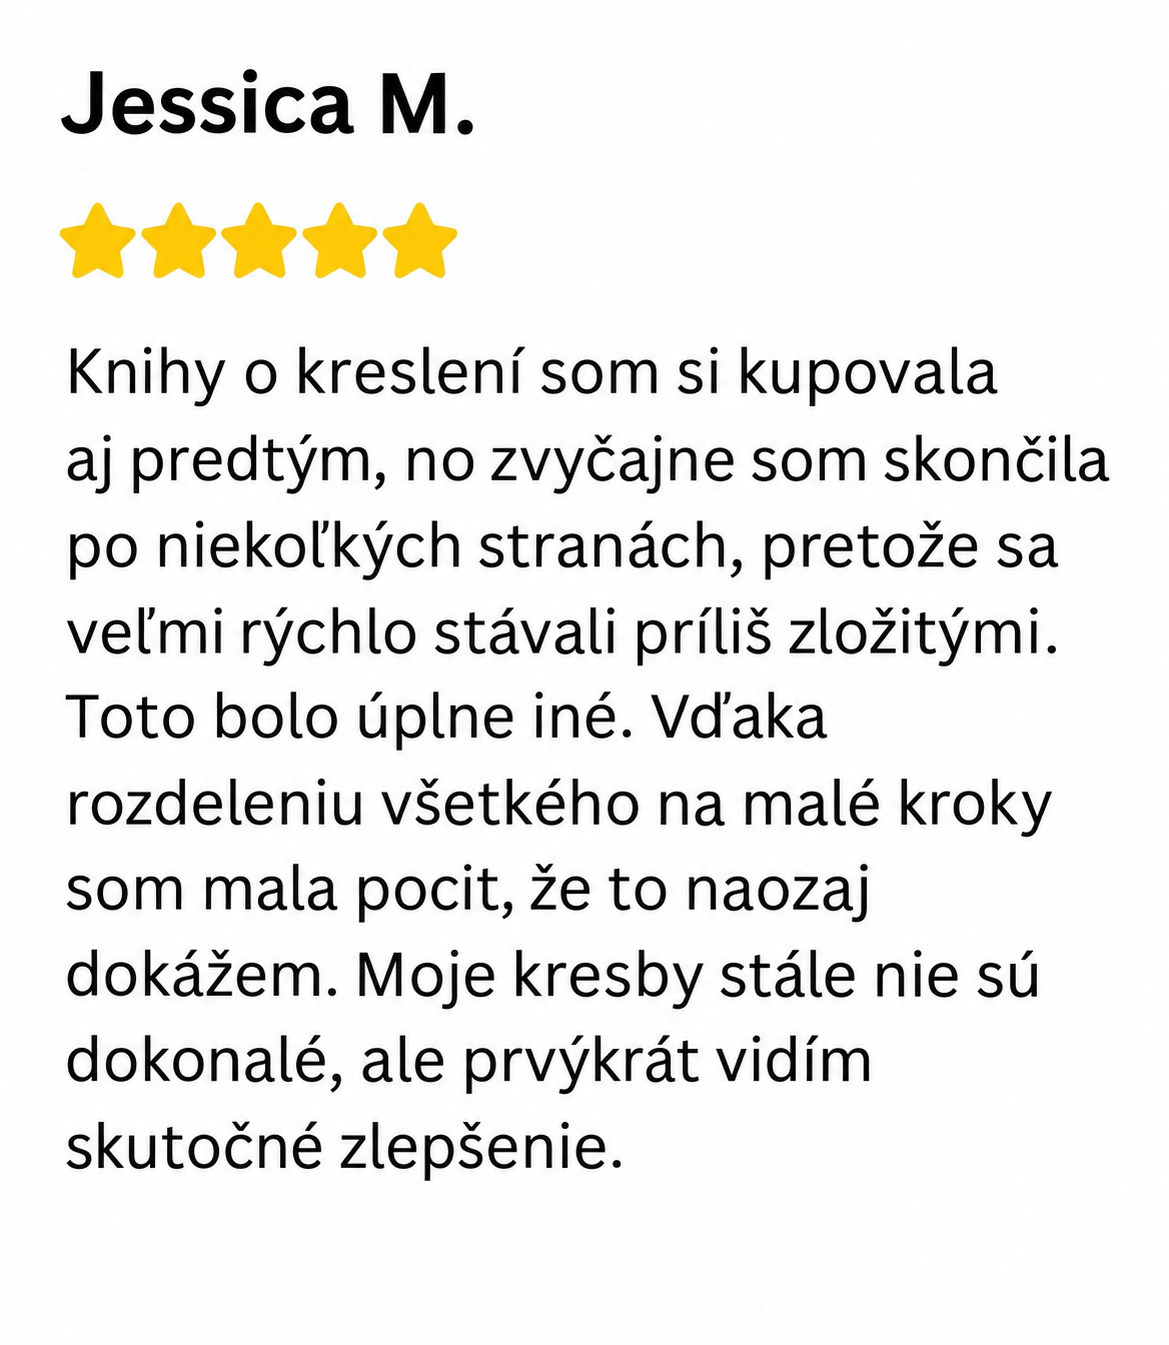 Jessica M.
Knihy o kreslení som si kupovala
aj predtým, no zvyčajne som skončila
po niekoľkých stranách, pretože sa
veľmi rýchlo stávali príliš zložitými.
Toto bolo úplne iné. Vďaka
rozdeleniu všetkého na malé kroky
som mala pocit, že to naozaj
dokážem. Moje kresby stále nie sú
dokonalé, ale prvýkrát vidím
skutočné zlepšenie.